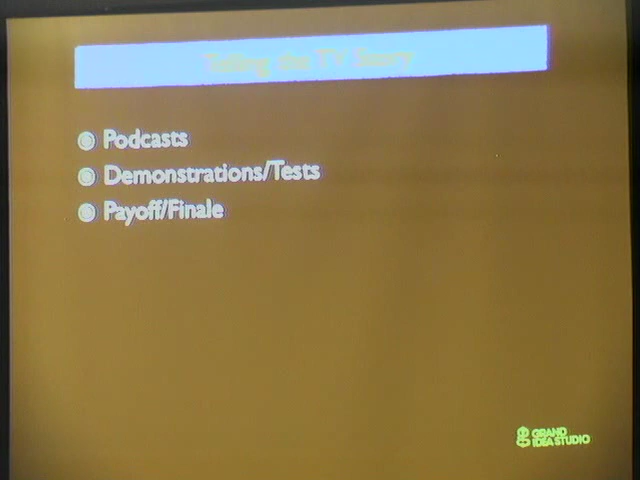 Telling the TV Story
Podcasts
Demonstrations/Tests
Payoff/Finale
GRAND
IDEA STUDIO